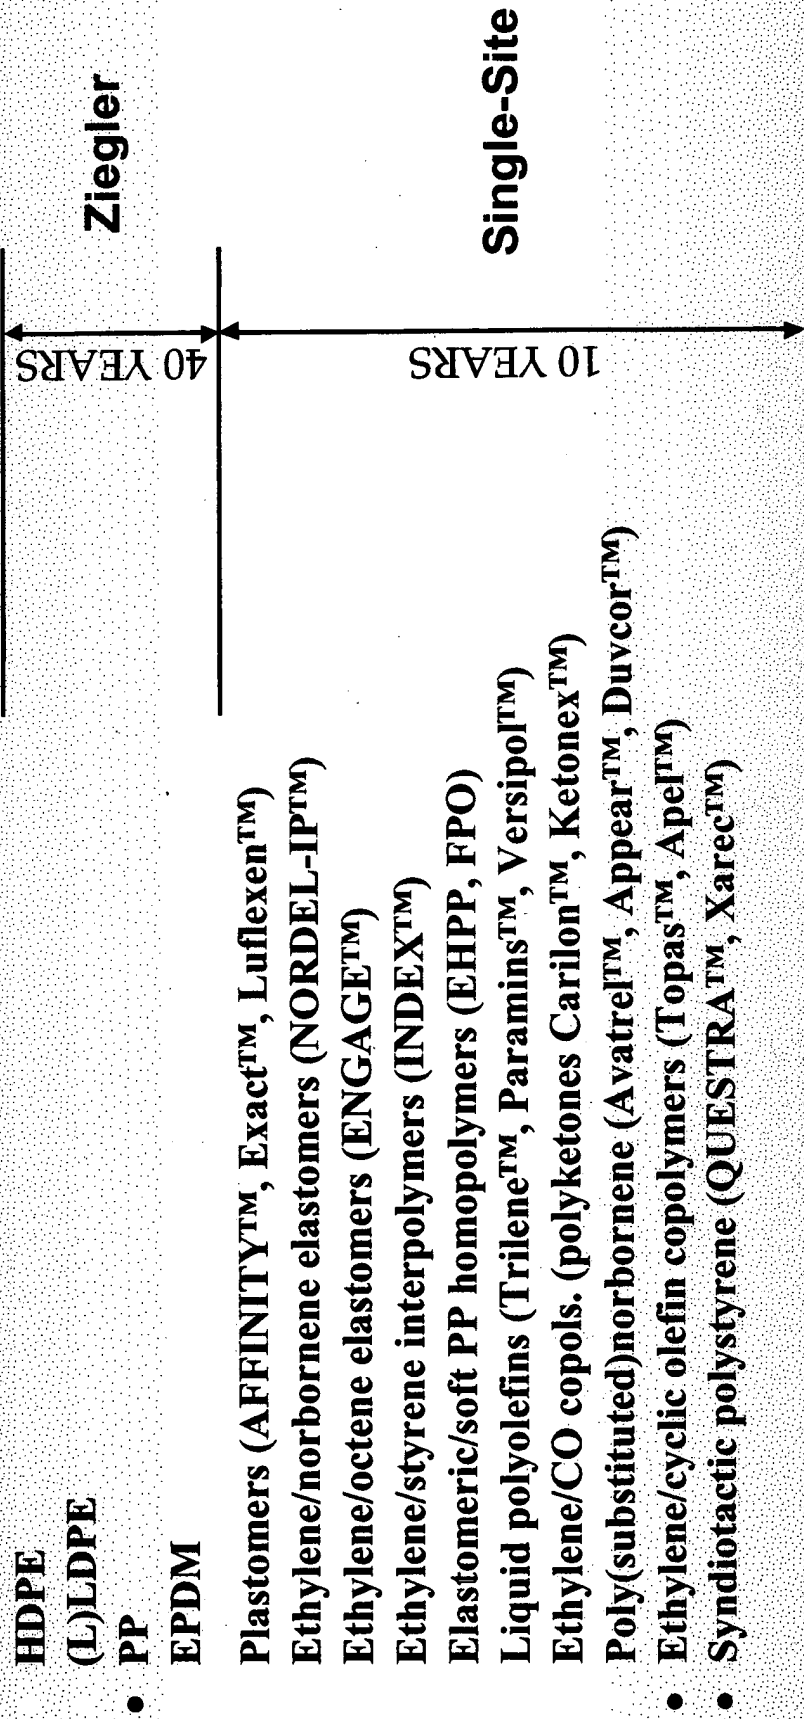 HDPE
(L)LDPE
• PP
EPDM
Plastomers (AFFINITY™, Exact™, Luflexen™)
Ethylene/norbornene elastomers (NORDEL-IP™)
Ethylene/octene elastomers (ENGAGE™)
Ethylene/styrene interpolymers (INDEX™)
Elastomeric/soft PP homopolymers (EHPP, FPO)
Liquid polyolefins (Trilene™, Paramins™, Versipol™)
Ethylene/CO copols. (polyketones Carilon™, Ketonex™)
Poly(substituted)norbornene (Avatrel™, Appear™, Duvcor™)
• Ethylene/cyclic olefin copolymers (Topas™, Apel™)
• Syndiotactic polystyrene (QUESTRA™, Xarec™)
40 YEARS
Ziegler
10 YEARS
Single-Site